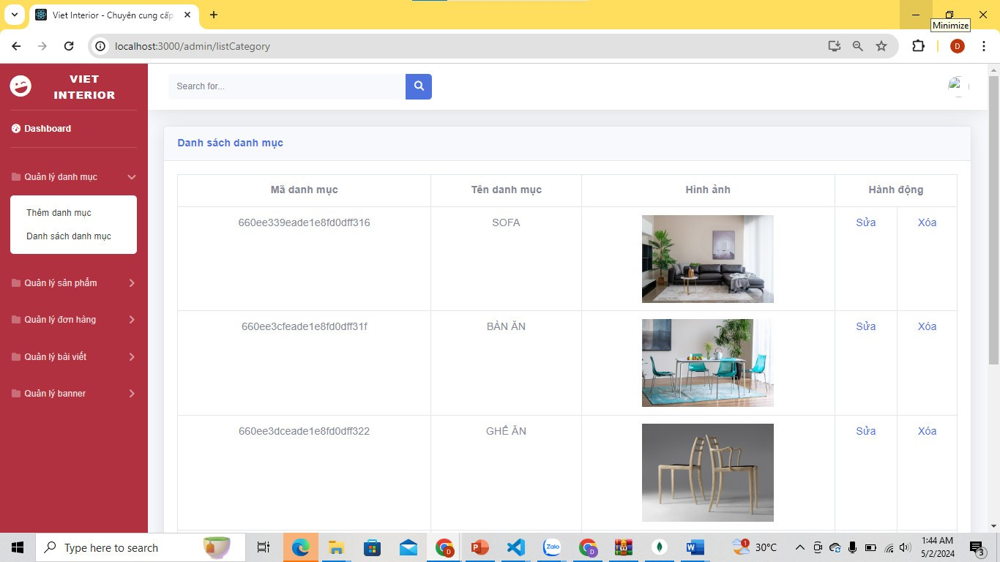 Viet Interior - Chuyên cung cấp
Minimize
localhost:3000/admin/listCategory
D
VIET
INTERIOR
Search for...
Dashboard
Danh sách danh mục
Quản lý danh mục
Thêm danh mục
Danh sách danh mục
Quản lý sản phẩm
Quản lý đơn hàng
Quản lý bài viết
Quản lý banner
Mã danh mục Tên danh mục Hình ảnh Hành động
660ee339eade1e8fd0dff316 SOFA Sửa Xóa
660ee3cfeade1e8fd0dff31f BÀN ĂN Sửa Xóa
660ee3dceade1e8fd0dff322 GHẾ ĂN Sửa Xóa
Type here to search
D
Zalo
D
1
30°C
1:44 AM
5/2/2024
3